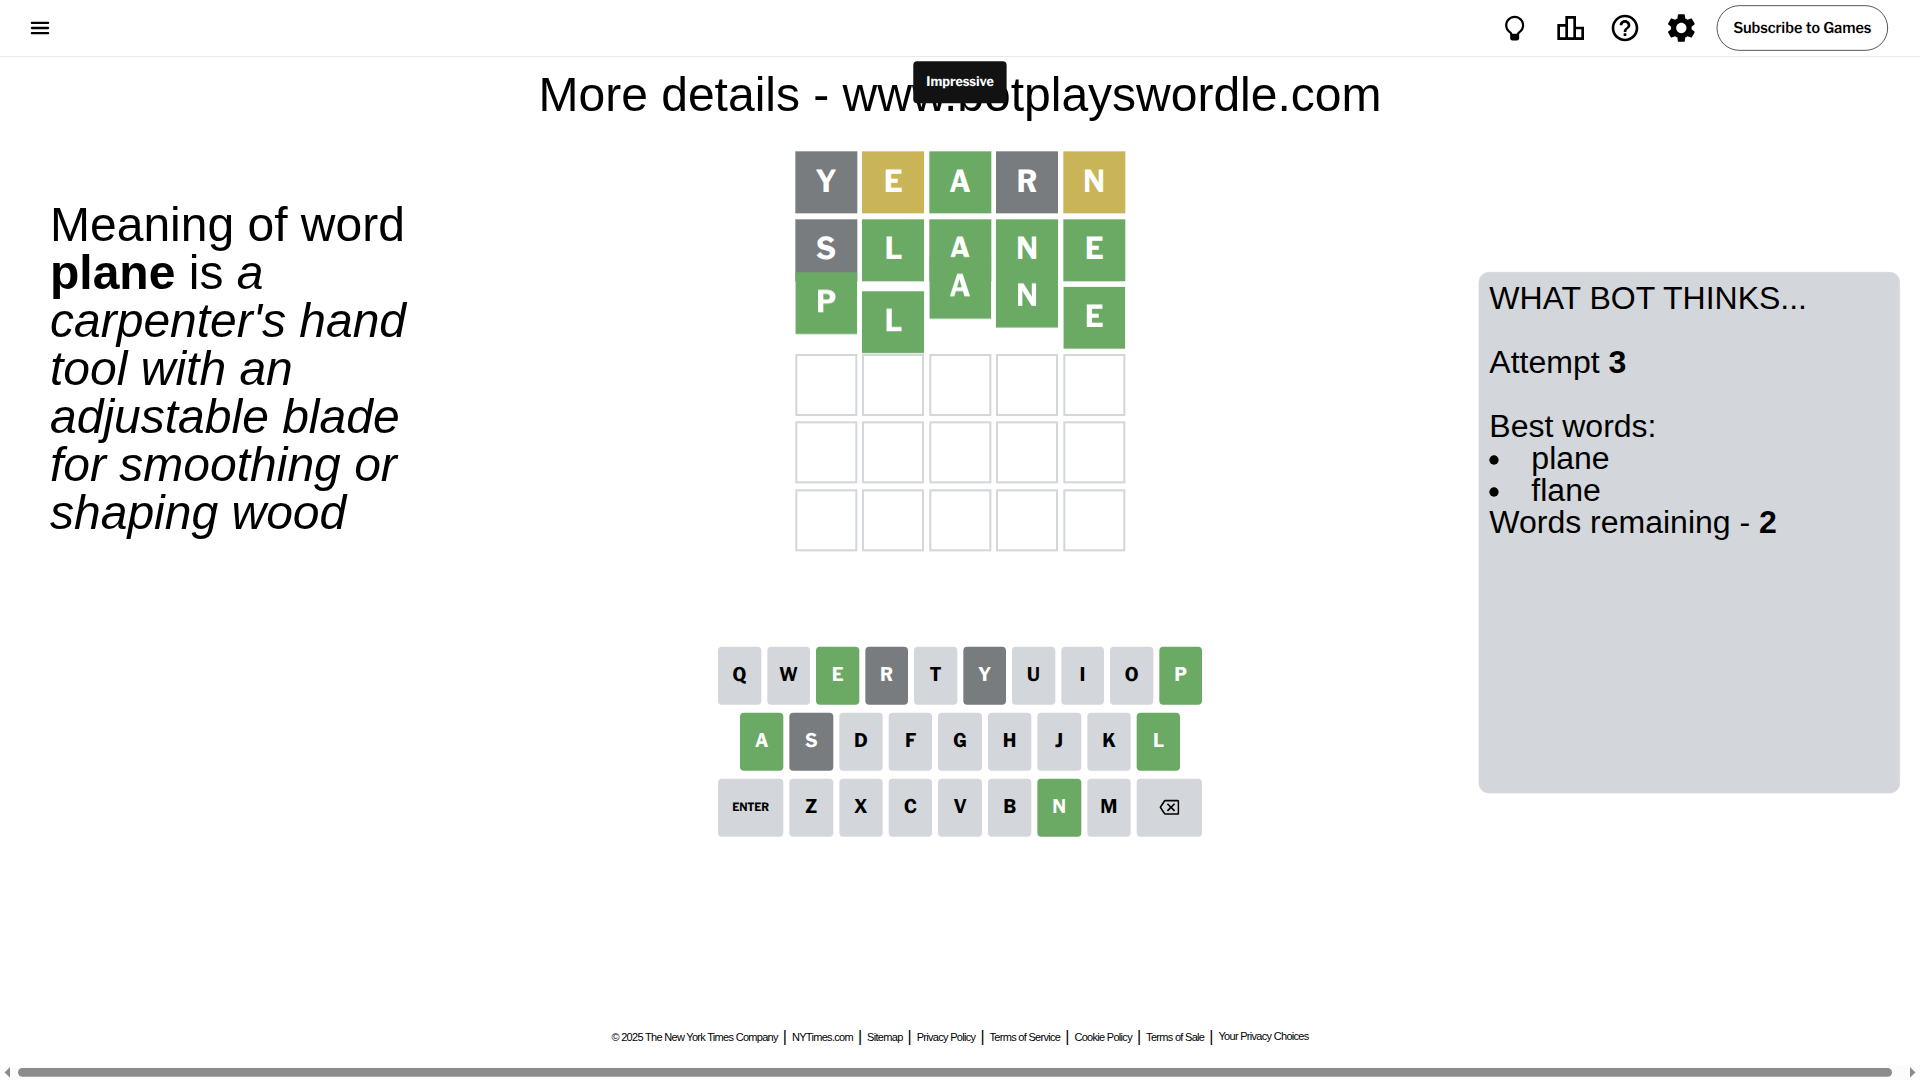 Subscribe to Games
Impressive
More details - www.botplayswordle.com
Meaning of word
plane is a
carpenter's hand
tool with an
adjustable blade
for smoothing or
shaping wood
Y E A R N
S L A N E
P L A N E
WHAT BOT THINKS...
Attempt 3
Best words:
• plane
• flane
Words remaining - 2
Q W E R T Y U I O P
A S D F G H J K L
ENTER Z X C V B N M
© 2025 The New York Times Company | NYTimes.com | Sitemap | Privacy Policy | Terms of Service | Cookie Policy | Terms of Sale | Your Privacy Choices